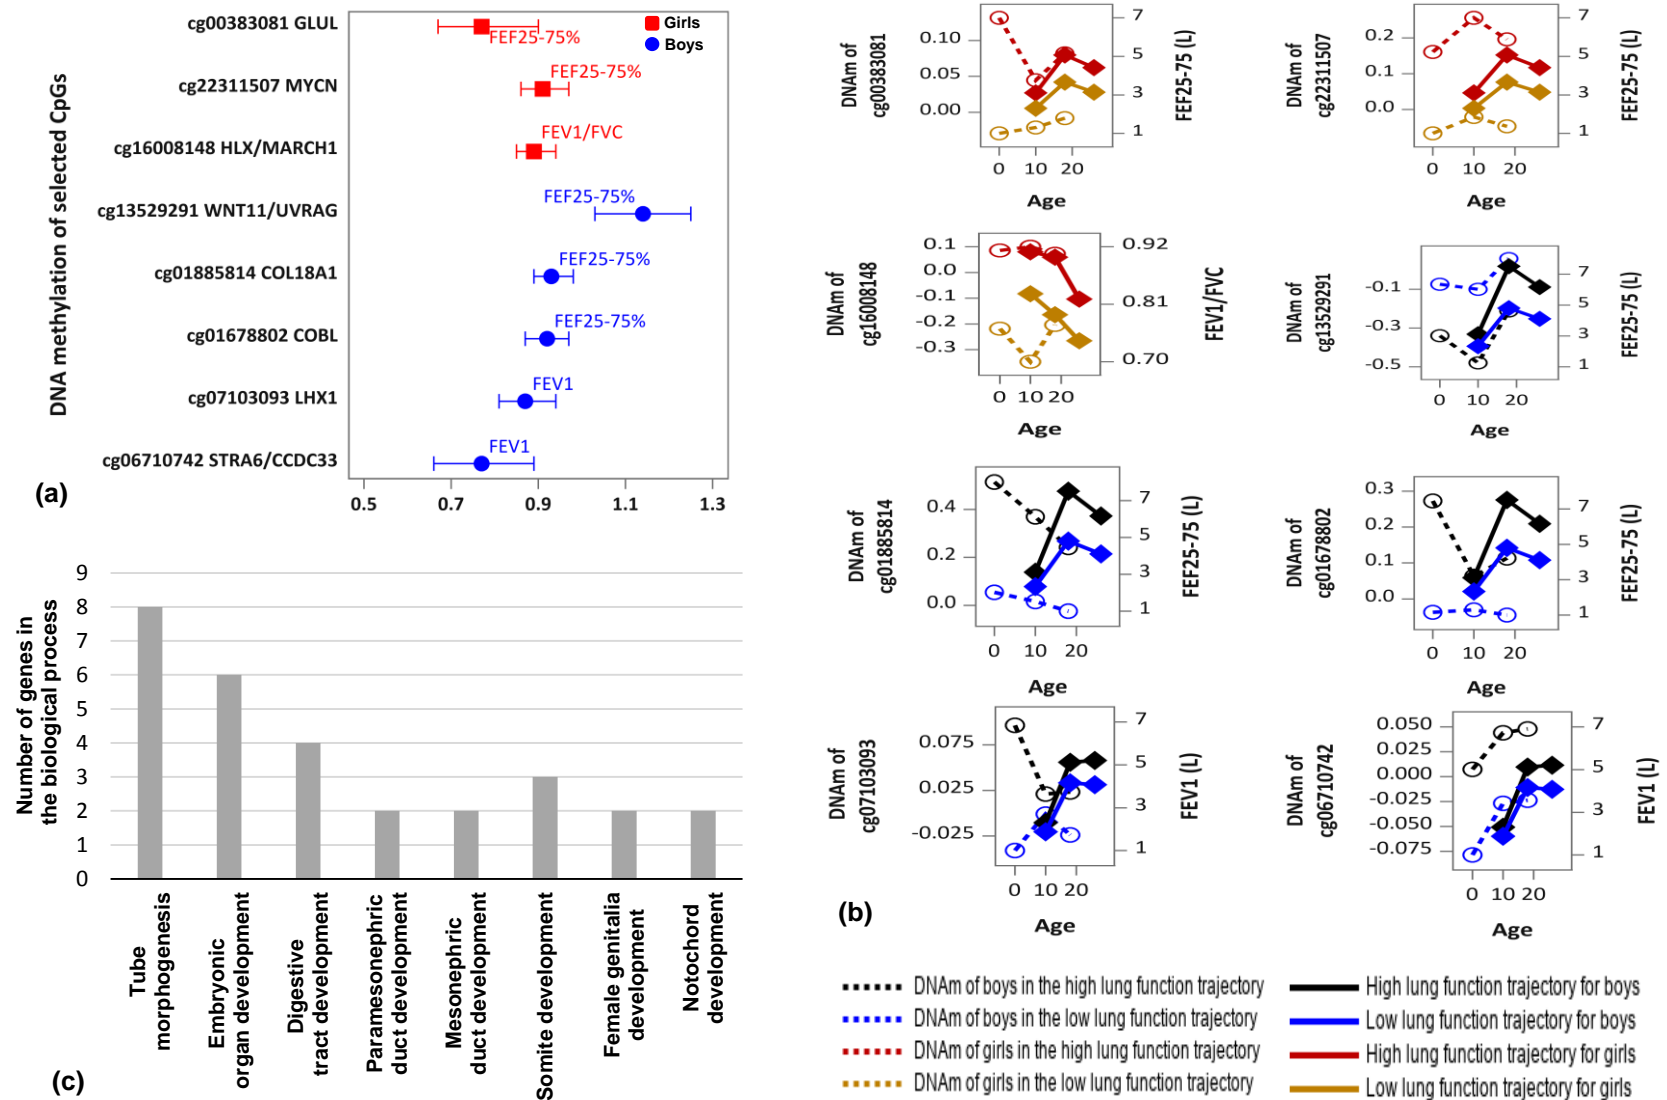 cg00383081 GLUL
cg22311507 MYCN
cg16008148 HLX/MARCH1
cg13529291 WNT11/UVRAG
cg01885814 COL18A1
cg01678802 COBL
cg07103093 LHX1
cg06710742 STRA6/CCDC33
DNA methylation of selected CpGs
Girls
Boys
FEF25-75%
FEF25-75%
FEV1/FVC
FEF25-75%
FEF25-75%
FEF25-75%
FEV1
FEV1
0.5 0.7 0.9 1.1 1.3
(a)
DNAm of
cg00383081
0.10
0.05
0.00
7
5
3
1
FEF25-75 (L)
0 10 20
Age
DNAm of
cg22311507
0.2
0.1
0.0
7
5
3
1
FEF25-75 (L)
0 10 20
Age
DNAm of
cg16008148
0.1
0.0
-0.1
-0.2
-0.3
0.92
0.81
0.70
FEV1/FVC
0 10 20
Age
DNAm of
cg13529291
-0.1
-0.3
-0.5
7
5
3
1
FEF25-75 (L)
0 10 20
Age
DNAm of
cg01885814
0.4
0.2
0.0
7
5
3
1
FEF25-75 (L)
0 10 20
Age
DNAm of
cg01678802
0.3
0.2
0.1
0.0
7
5
3
1
FEF25-75 (L)
0 10 20
Age
DNAm of
cg07103093
0.075
0.025
-0.025
7
5
3
1
FEV1 (L)
0 10 20
Age
DNAm of
cg06710742
0.050
0.025
0.000
-0.025
-0.050
-0.075
7
5
3
1
FEV1 (L)
0 10 20
Age
(b)
DNAm of boys in the high lung function trajectory
DNAm of boys in the low lung function trajectory
DNAm of girls in the high lung function trajectory
DNAm of girls in the low lung function trajectory
High lung function trajectory for boys
Low lung function trajectory for boys
High lung function trajectory for girls
Low lung function trajectory for girls
Number of genes in
the biological process
9
8
7
6
5
4
3
2
1
0
Tube
morphogenesis
Embryonic
organ development
Digestive
tract development
Paramesonephric
duct development
Mesonephric
duct development
Somite development
Female genitalia
development
Notochord
development
(c)